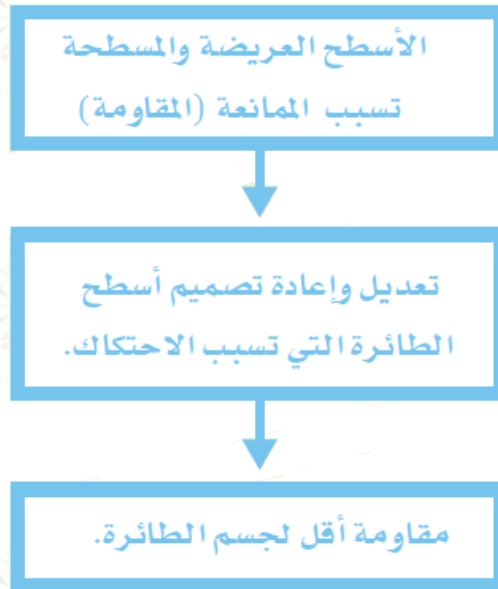 الأسطح العريضة والمسطحة
تسبب الممانعة (المقاومة)
تعديل وإعادة تصميم أسطح
الطائرة التي تسبب الاحتكاك.
مقاومة أقل لجسم الطائرة.